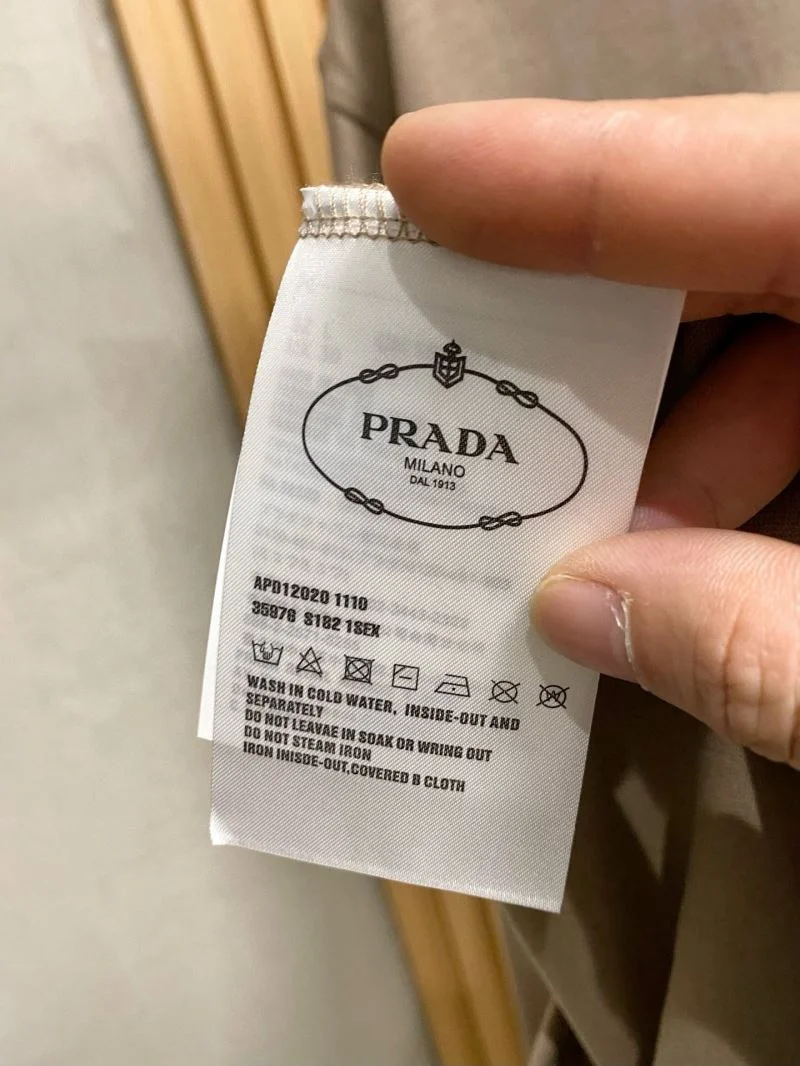 PRADA
MILANO
DAL 1913
APD12020 1110
35976 S182 1SEX
WASH IN COLD WATER, INSIDE-OUT AND
SEPARATELY
DO NOT LEAVAE IN SOAK OR WRING OUT
DO NOT STEAM IRON
IRON INISDE-OUT,COVERED B CLOTH